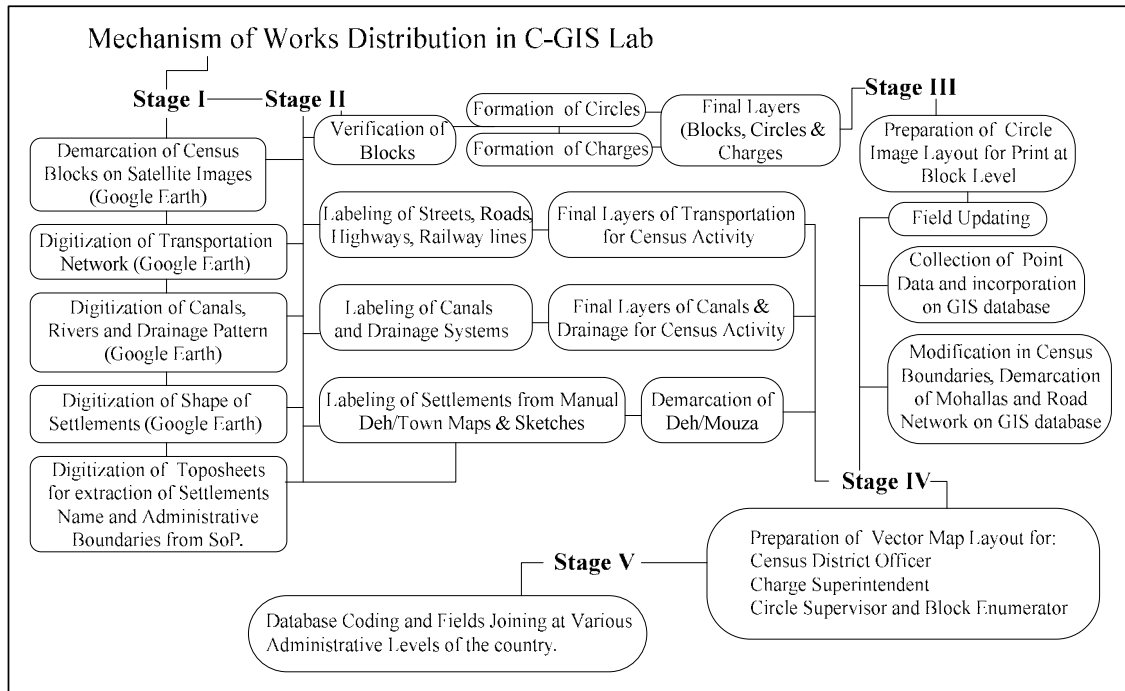 Mechanism of Works Distribution in C-GIS Lab
Stage I
Demarcation of Census
Blocks on Satellite Images
(Google Earth)
Digitization of Transportation
Network (Google Earth)
Digitization of Canals,
Rivers and Drainage Pattern
(Google Earth)
Digitization of Shape of
Settlements (Google Earth)
Digitization of Toposheets
for extraction of Settlements
Name and Administrative
Boundaries from SoP.
Stage II
Verification of
Blocks
Formation of Circles
Formation of Charges
Final Layers
(Blocks, Circles &
Charges
Labeling of Streets, Roads,
Highways, Railway lines
Final Layers of Transportation
for Census Activity
Labeling of Canals
and Drainage Systems
Final Layers of Canals &
Drainage for Census Activity
Labeling of Settlements from Manual
Deh/Town Maps & Sketches
Demarcation of
Deh/Mouza
Stage III
Preparation of Circle
Image Layout for Print at
Block Level
Field Updating
Collection of Point
Data and incorporation
on GIS database
Modification in Census
Boundaries, Demarcation
of Mohallas and Road
Network on GIS database
Stage IV
Preparation of Vector Map Layout for:
Census District Officer
Charge Superintendent
Circle Supervisor and Block Enumerator
Stage V
Database Coding and Fields Joining at Various
Administrative Levels of the country.